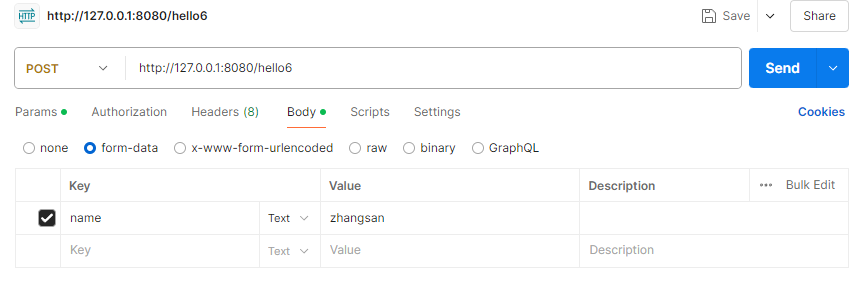 HTTP http://127.0.0.1:8080/hello6 Save Share
POST http://127.0.0.1:8080/hello6 Send
Params Authorization Headers (8) Body Scripts Settings Cookies
none form-data x-www-form-urlencoded raw binary GraphQL
Key Value Description ••• Bulk Edit
name Text zhangsan
Key Text Value Description